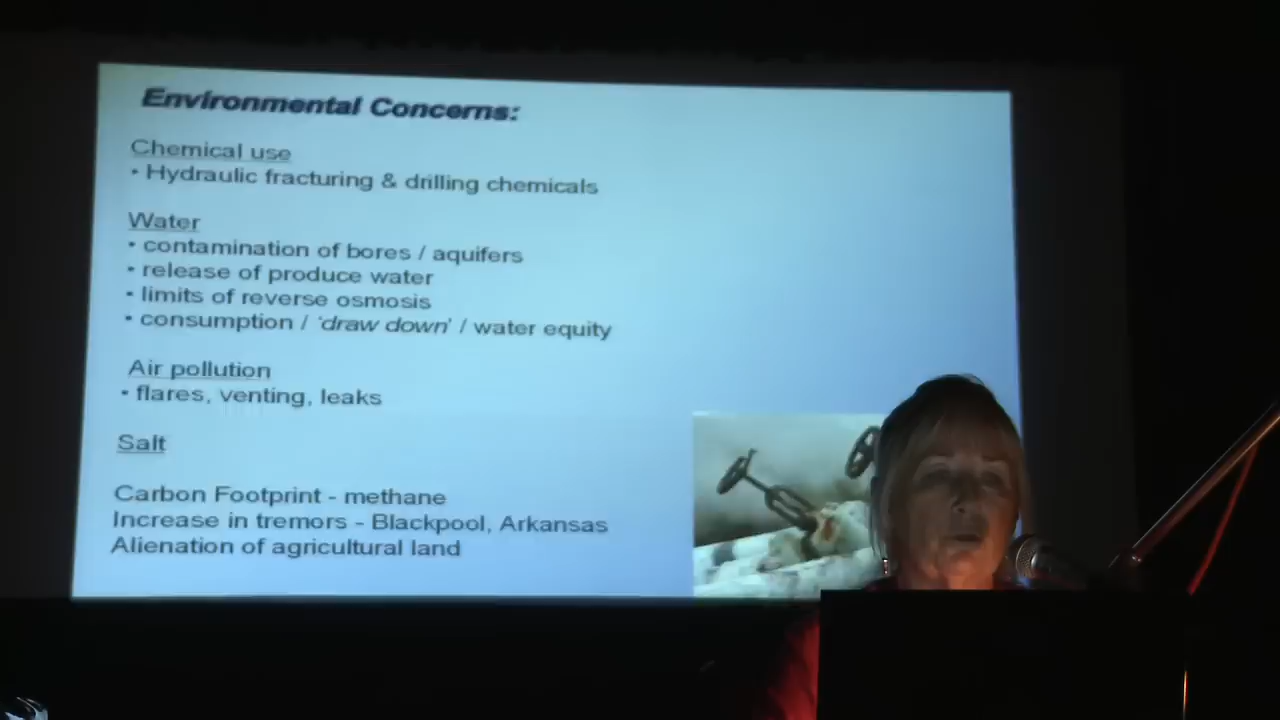 Environmental Concerns:
Chemical use
• Hydraulic fracturing & drilling chemicals
Water
• contamination of bores / aquifers
• release of produce water
• limits of reverse osmosis
• consumption / 'draw down' / water equity
Air pollution
• flares, venting, leaks
Salt
Carbon Footprint - methane
Increase in tremors - Blackpool, Arkansas
Alienation of agricultural land